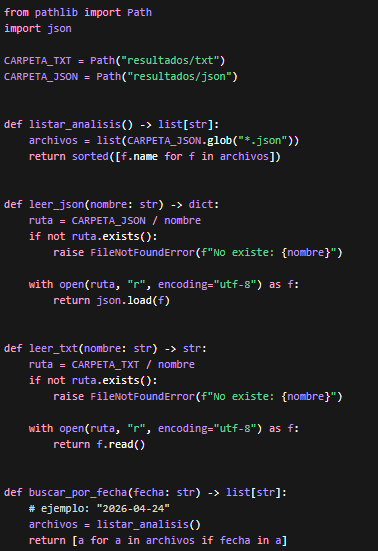 from pathlib import Path
import json
CARPETA_TXT = Path("resultados/txt")
CARPETA_JSON = Path("resultados/json")
def listar_analisis() -> list[str]:
    archivos = list(CARPETA_JSON.glob("*.json"))
    return sorted([f.name for f in archivos])
def leer_json(nombre: str) -> dict:
    ruta = CARPETA_JSON / nombre
    if not ruta.exists():
        raise FileNotFoundError(f"No existe: {nombre}")
    with open(ruta, "r", encoding="utf-8") as f:
        return json.load(f)
def leer_txt(nombre: str) -> str:
    ruta = CARPETA_TXT / nombre
    if not ruta.exists():
        raise FileNotFoundError(f"No existe: {nombre}")
    with open(ruta, "r", encoding="utf-8") as f:
        return f.read()
def buscar_por_fecha(fecha: str) -> list[str]:
    # ejemplo: "2026-04-24"
    archivos = listar_analisis()
    return [a for a in archivos if fecha in a]